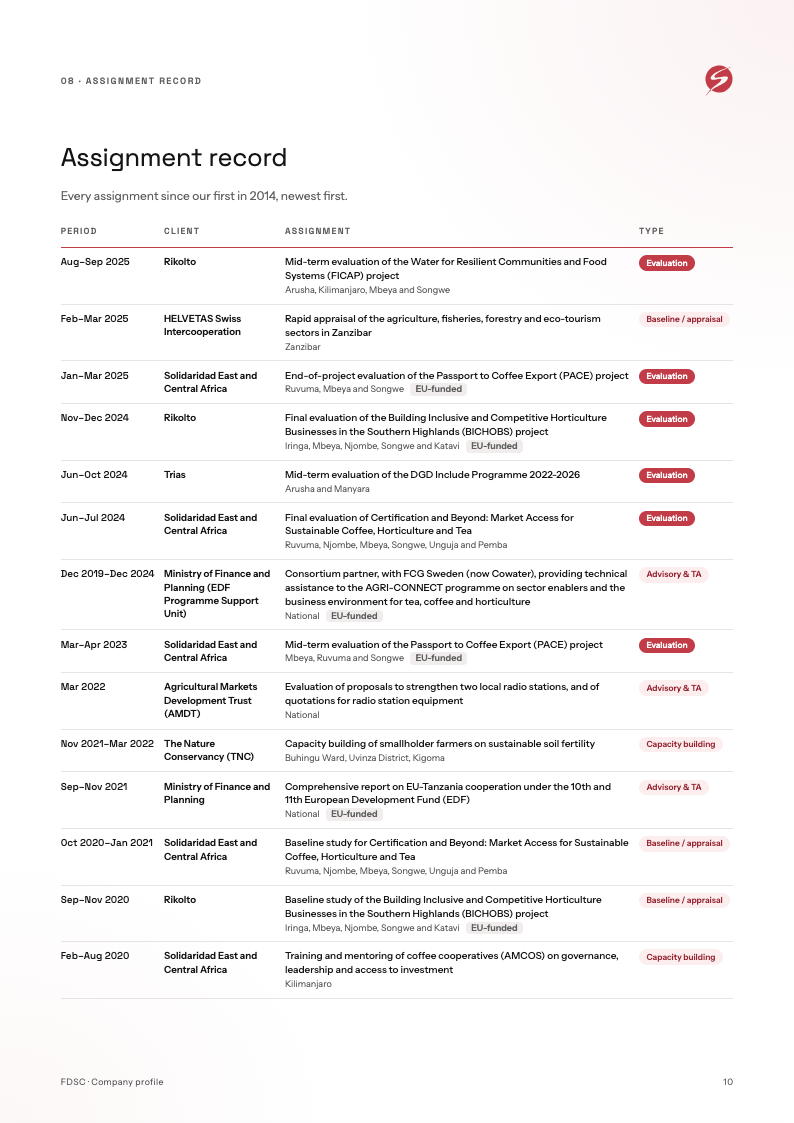 08 · ASSIGNMENT RECORD
Assignment record
Every assignment since our first in 2014, newest first.
PERIOD CLIENT ASSIGNMENT TYPE
Aug–Sep 2025 Rikolto Mid-term evaluation of the Water for Resilient Communities and Food Evaluation
Systems (FICAP) project
Arusha, Kilimanjaro, Mbeya and Songwe
Feb–Mar 2025 HELVETAS Swiss Rapid appraisal of the agriculture, fisheries, forestry and eco-tourism Baseline / appraisal
Intercooperation sectors in Zanzibar
Zanzibar
Jan–Mar 2025 Solidaridad East and End-of-project evaluation of the Passport to Coffee Export (PACE) project Evaluation
Central Africa Ruvuma, Mbeya and Songwe EU-funded
Nov–Dec 2024 Rikolto Final evaluation of the Building Inclusive and Competitive Horticulture Evaluation
Businesses in the Southern Highlands (BICHOBS) project
Iringa, Mbeya, Njombe, Songwe and Katavi EU-funded
Jun–Oct 2024 Trias Mid-term evaluation of the DGD Include Programme 2022-2026 Evaluation
Arusha and Manyara
Jun–Jul 2024 Solidaridad East and Final evaluation of Certification and Beyond: Market Access for Evaluation
Central Africa Sustainable Coffee, Horticulture and Tea
Ruvuma, Njombe, Mbeya, Songwe, Unguja and Pemba
Dec 2019–Dec 2024 Ministry of Finance and Consortium partner, with FCG Sweden (now Cowater), providing technical Advisory & TA
Planning (EDF assistance to the AGRI-CONNECT programme on sector enablers and the
Programme Support business environment for tea, coffee and horticulture
Unit) National EU-funded
Mar–Apr 2023 Solidaridad East and Mid-term evaluation of the Passport to Coffee Export (PACE) project Evaluation
Central Africa Mbeya, Ruvuma and Songwe EU-funded
Mar 2022 Agricultural Markets Evaluation of proposals to strengthen two local radio stations, and of Advisory & TA
Development Trust quotations for radio station equipment
(AMDT) National
Nov 2021–Mar 2022 The Nature Capacity building of smallholder farmers on sustainable soil fertility Capacity building
Conservancy (TNC) Buhingu Ward, Uvinza District, Kigoma
Sep–Nov 2021 Ministry of Finance and Comprehensive report on EU-Tanzania cooperation under the 10th and Advisory & TA
Planning 11th European Development Fund (EDF)
National EU-funded
Oct 2020–Jan 2021 Solidaridad East and Baseline study for Certification and Beyond: Market Access for Sustainable Baseline / appraisal
Central Africa Coffee, Horticulture and Tea
Ruvuma, Njombe, Mbeya, Songwe, Unguja and Pemba
Sep–Nov 2020 Rikolto Baseline study of the Building Inclusive and Competitive Horticulture Baseline / appraisal
Businesses in the Southern Highlands (BICHOBS) project
Iringa, Mbeya, Njombe, Songwe and Katavi EU-funded
Feb–Aug 2020 Solidaridad East and Training and mentoring of coffee cooperatives (AMCOS) on governance, Capacity building
Central Africa leadership and access to investment
Kilimanjaro
FDSC · Company profile 10